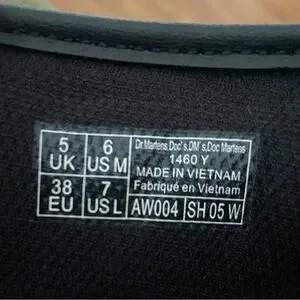 5 UK 6 US M
38 EU 7 US L
Dr.Martens.Doc's.DM's.Doc Martens
1460 Y
MADE IN VIETNAM
Fabriqué en Vietnam
AW004 SH 05 W